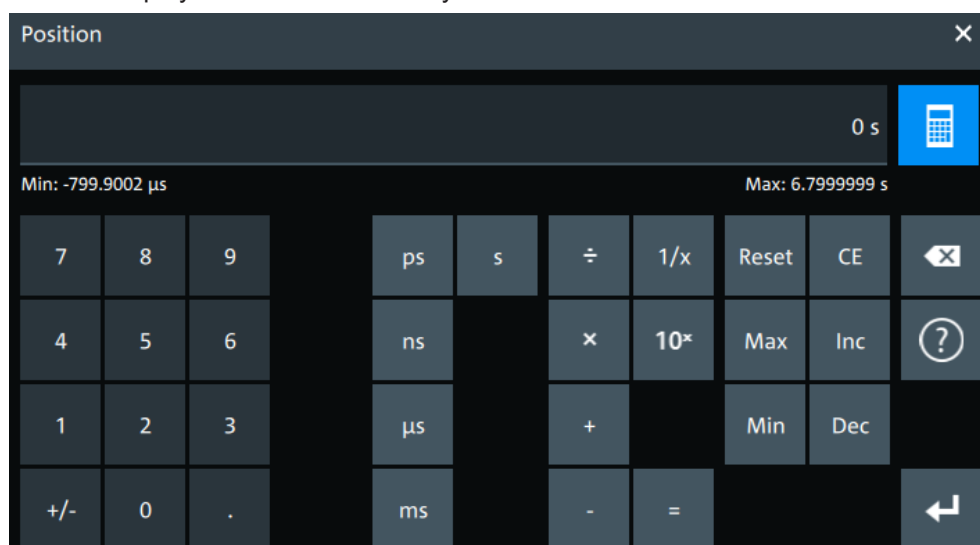 Position ×
0 s
Min: -799.9002 µs Max: 6.7999999 s
7 8 9 ps s ÷ 1/x Reset CE
4 5 6 ns × 10ˣ Max Inc ?
1 2 3 µs + Min Dec
+/- 0 . ms - =